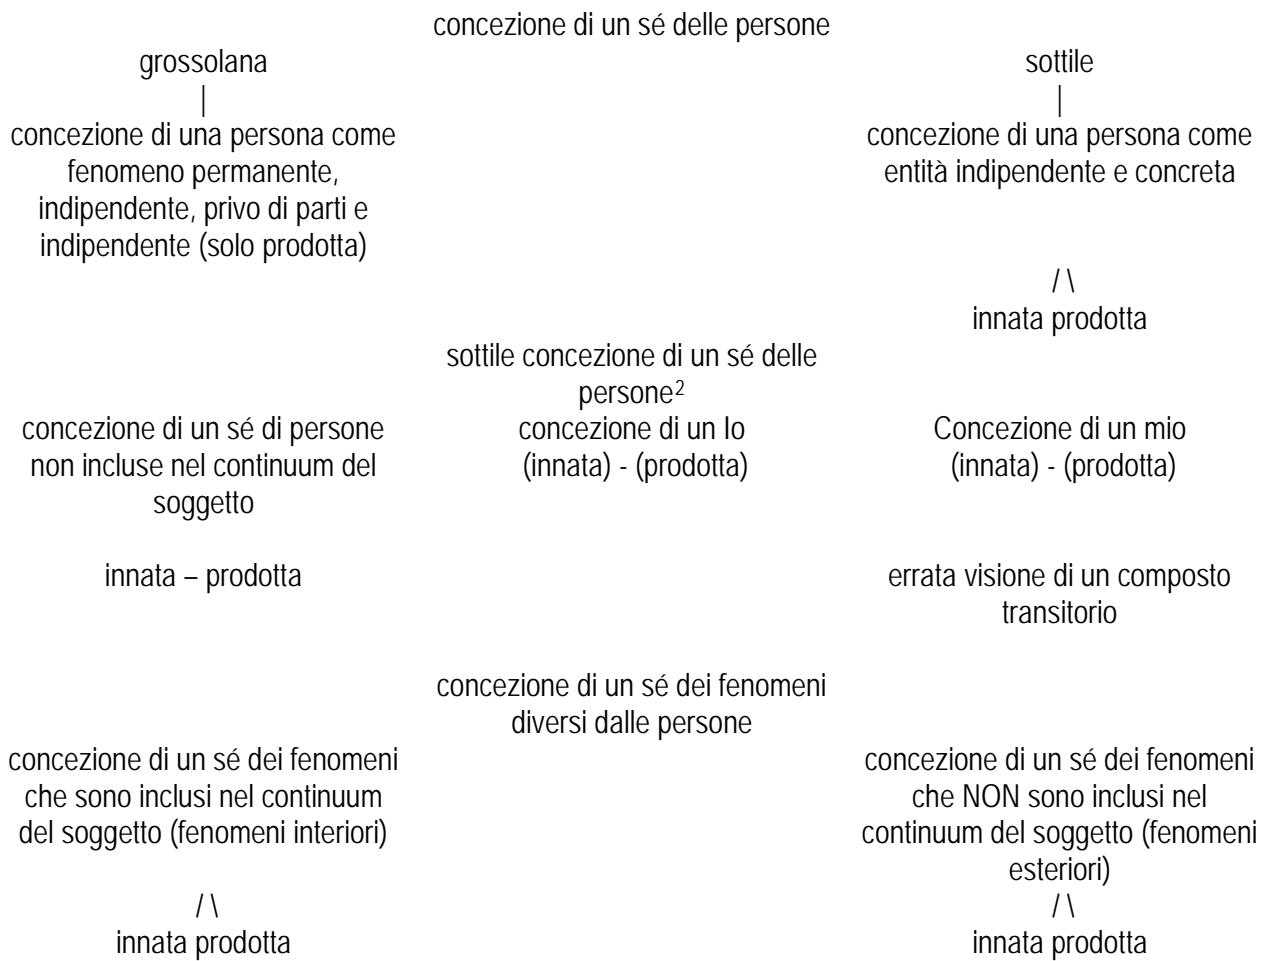 concezione di un sé delle persone
grossolana
sottile
|
|
concezione di una persona come
fenomeno permanente,
indipendente, privo di parti e
indipendente (solo prodotta)
concezione di una persona come
entità indipendente e concreta
/ \
innata prodotta
sottile concezione di un sé delle
persone2
concezione di un sé di persone
non incluse nel continuum del
soggetto
concezione di un Io
(innata) - (prodotta)
Concezione di un mio
(innata) - (prodotta)
innata – prodotta
errata visione di un composto
transitorio
concezione di un sé dei fenomeni
diversi dalle persone
concezione di un sé dei fenomeni
che sono inclusi nel continuum
del soggetto (fenomeni interiori)
concezione di un sé dei fenomeni
che NON sono inclusi nel
continuum del soggetto (fenomeni
esteriori)
/ \
innata prodotta
/ \
innata prodotta